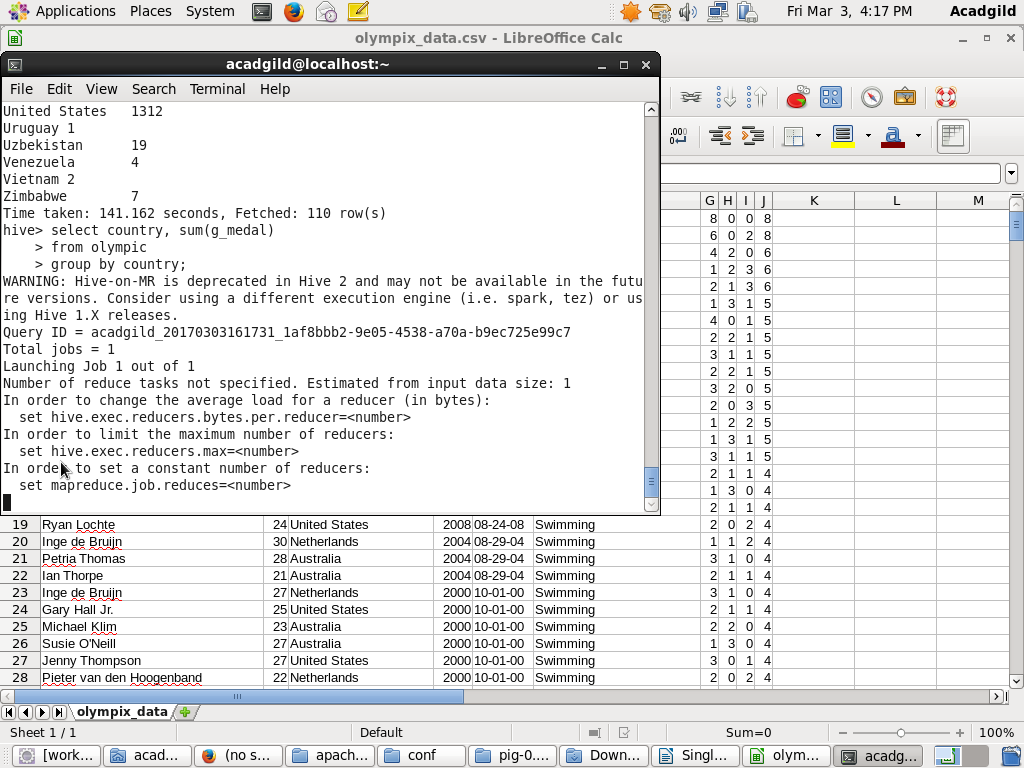 Applications Places System Fri Mar 3, 4:17 PM Acadgild
olympix_data.csv - LibreOffice Calc
acadgild@localhost:~
File Edit View Search Terminal Help
United States 1312
Uruguay 1
Uzbekistan 19
Venezuela 4
Vietnam 2
Zimbabwe 7
Time taken: 141.162 seconds, Fetched: 110 row(s)
hive> select country, sum(g_medal)
> from olympic
> group by country;
WARNING: Hive-on-MR is deprecated in Hive 2 and may not be available in the futu
re versions. Consider using a different execution engine (i.e. spark, tez) or us
ing Hive 1.X releases.
Query ID = acadgild_20170303161731_1af8bbb2-9e05-4538-a70a-b9ec725e99c7
Total jobs = 1
Launching Job 1 out of 1
Number of reduce tasks not specified. Estimated from input data size: 1
In order to change the average load for a reducer (in bytes):
set hive.exec.reducers.bytes.per.reducer=<number>
In order to limit the maximum number of reducers:
set hive.exec.reducers.max=<number>
In order to set a constant number of reducers:
set mapreduce.job.reduces=<number>
.000
G H I J K L M
8 0 0 8
6 0 2 8
4 2 0 6
1 2 3 6
2 1 3 6
1 3 1 5
4 0 1 5
2 2 1 5
3 1 1 5
2 2 1 5
3 2 0 5
2 0 3 5
1 2 2 5
1 3 1 5
3 1 1 5
2 1 1 4
1 3 0 4
2 1 1 4
19 Ryan Lochte 24 United States 2008 08-24-08 Swimming 2 0 2 4
20 Inge de Bruijn 30 Netherlands 2004 08-29-04 Swimming 1 1 2 4
21 Petria Thomas 28 Australia 2004 08-29-04 Swimming 3 1 0 4
22 Ian Thorpe 21 Australia 2004 08-29-04 Swimming 2 1 1 4
23 Inge de Bruijn 27 Netherlands 2000 10-01-00 Swimming 3 1 0 4
24 Gary Hall Jr. 25 United States 2000 10-01-00 Swimming 2 1 1 4
25 Michael Klim 23 Australia 2000 10-01-00 Swimming 2 2 0 4
26 Susie O'Neill 27 Australia 2000 10-01-00 Swimming 1 3 0 4
27 Jenny Thompson 27 United States 2000 10-01-00 Swimming 3 0 1 4
28 Pieter van den Hoogenband 22 Netherlands 2000 10-01-00 Swimming 2 0 2 4
olympix_data
Sheet 1 / 1 Default Sum=0 100%
[work... acad... (no s... apach... conf pig-0.... Down... Singl... olym... acadg...